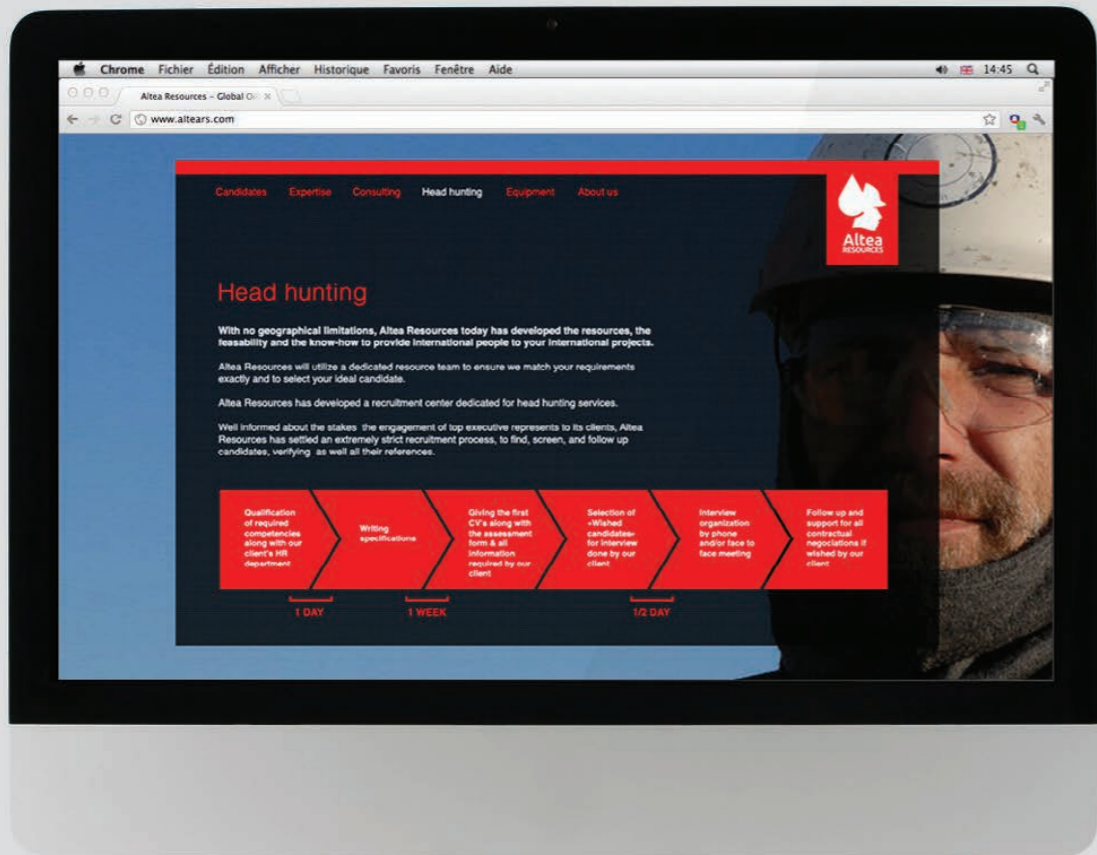 Chrome Fichier Édition Afficher Historique Favoris Fenêtre Aide 14:45
Altea Resources – Global O
www.altears.com
Candidates Expertise Consulting Head hunting Equipment About us
Altea
RESOURCES
Head hunting
With no geographical limitations, Altea Resources today has developed the resources, the
feasability and the know-how to provide international people to your international projects.
Altea Resources will utilize a dedicated resource team to ensure we match your requirements
exactly and to select your ideal candidate.
Altea Resources has developed a recruitment center dedicated for head hunting services.
Well informed about the stakes the engagement of top executive represents to its clients, Altea
Resources has settled an extremely strict recruitment process, to find, screen, and follow up
candidates, verifying as well all their references.
Qualification
of required
competencies
along with our
client's HR
department
Writing
specifications
Giving the first
CV's along with
the assessment
form & all
information
required by our
client
Selection of
«Wished
candidates»
for interview
done by our
client
Interview
organization
by phone
and/or face to
face meeting
Follow up and
support for all
contractual
negociations if
wished by our
client
1 DAY
1 WEEK
1/2 DAY